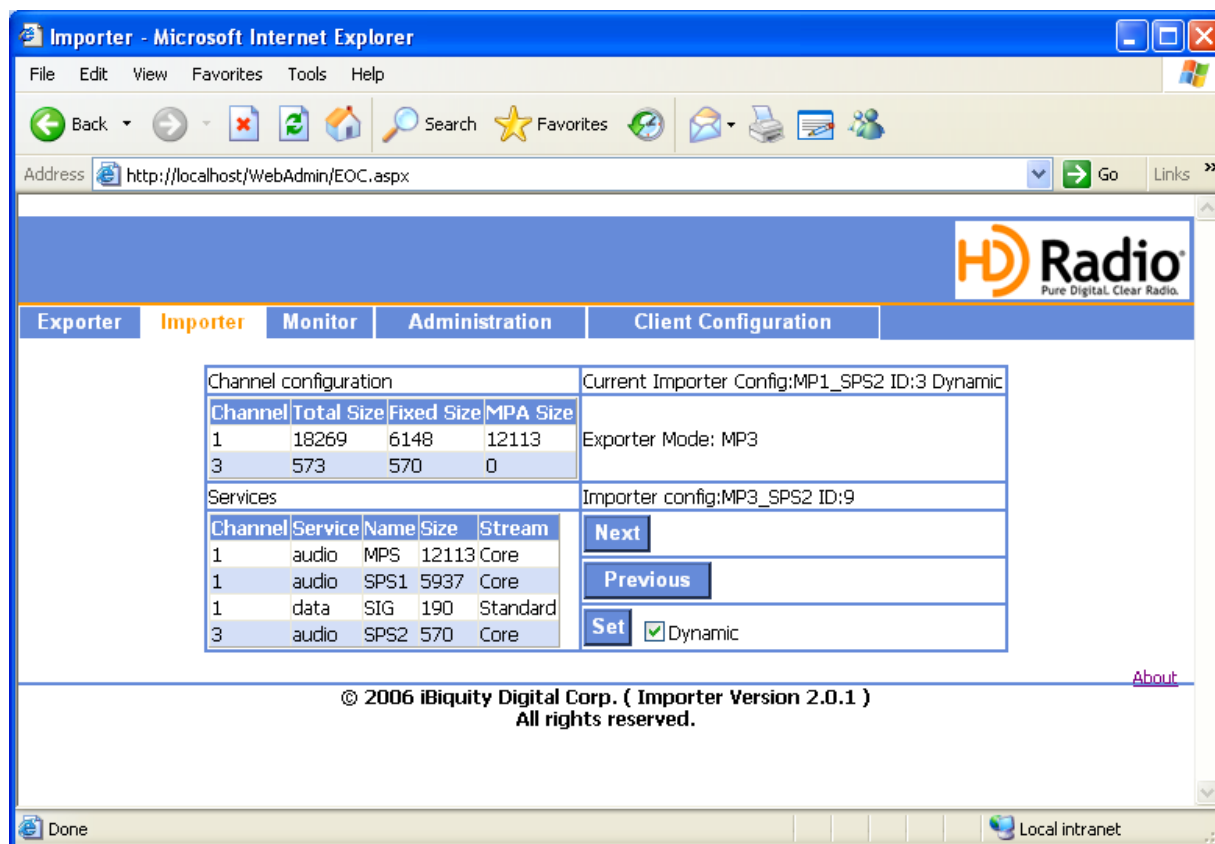 Importer - Microsoft Internet Explorer
File Edit View Favorites Tools Help
Back Search Favorites
Address http://localhost/WebAdmin/EOC.aspx Go Links »
HD Radio®
Pure Digital. Clear Radio.
Exporter Importer Monitor Administration Client Configuration
Channel configuration Current Importer Config:MP1_SPS2 ID:3 Dynamic
Channel Total Size Fixed Size MPA Size
1 18269 6148 12113 Exporter Mode: MP3
3 573 570 0
Services Importer config:MP3_SPS2 ID:9
Channel Service Name Size Stream
Next
1 audio MPS 12113 Core
1 audio SPS1 5937 Core Previous
1 data SIG 190 Standard
3 audio SPS2 570 Core Set Dynamic
About
© 2006 iBiquity Digital Corp. ( Importer Version 2.0.1 )
All rights reserved.
Done Local intranet